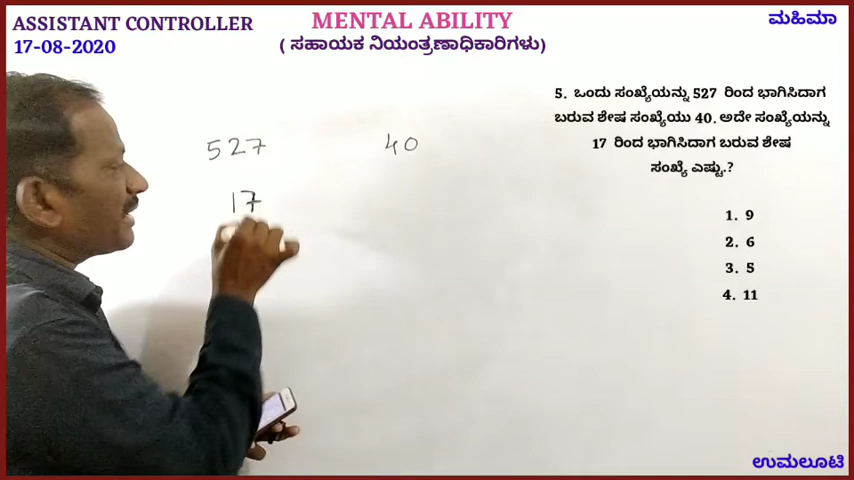 ASSISTANT CONTROLLER
17-08-2020
MENTAL ABILITY
( ಸಹಾಯಕ ನಿಯಂತ್ರಣಾಧಿಕಾರಿಗಳು)
ಮಹಿಮಾ
5. ಒಂದು ಸಂಖ್ಯೆಯನ್ನು 527 ರಿಂದ ಭಾಗಿಸಿದಾಗ
ಬರುವ ಶೇಷ ಸಂಖ್ಯೆಯು 40. ಅದೇ ಸಂಖ್ಯೆಯನ್ನು
17 ರಿಂದ ಭಾಗಿಸಿದಾಗ ಬರುವ ಶೇಷ
ಸಂಖ್ಯೆ ಎಷ್ಟು.?
1. 9
2. 6
3. 5
4. 11
527 40
17
ಉಮಲೂಟಿ